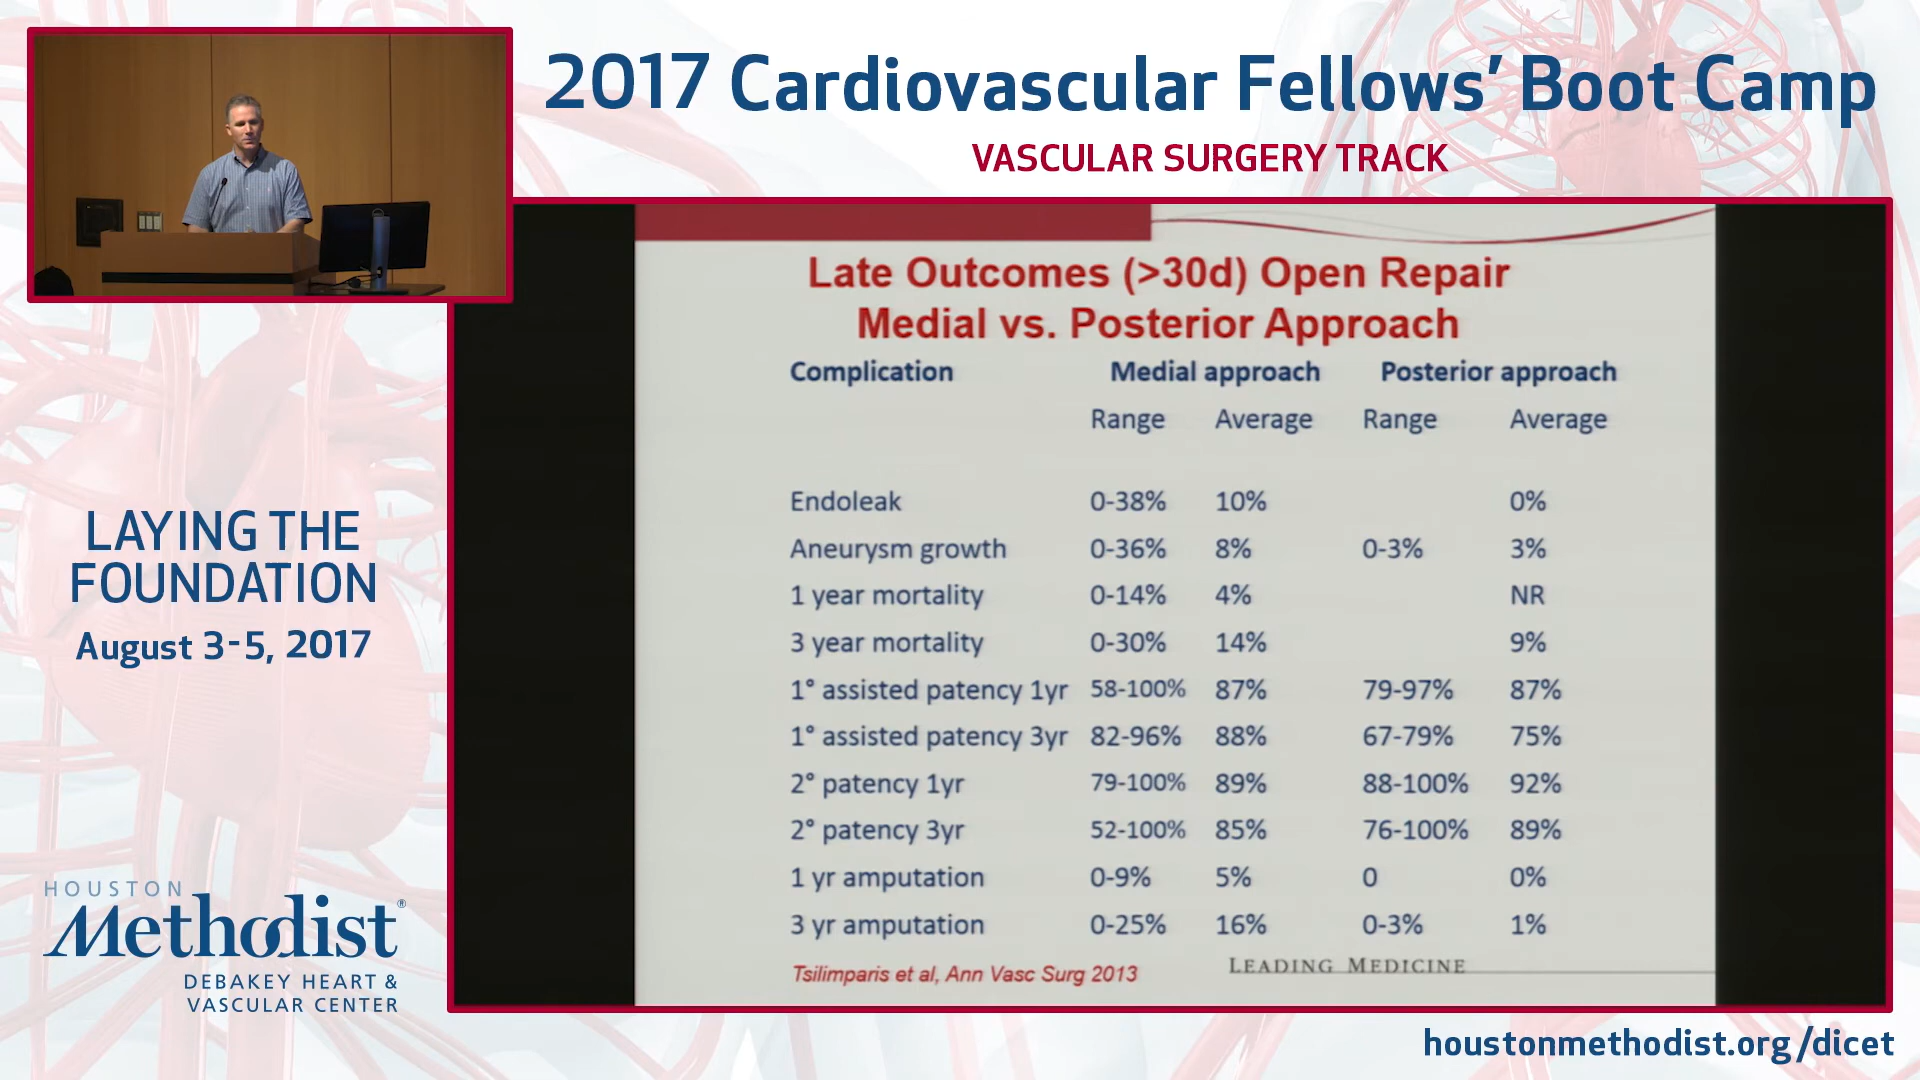 2017 Cardiovascular Fellows' Boot Camp
VASCULAR SURGERY TRACK
Late Outcomes (>30d) Open Repair
Medial vs. Posterior Approach
Complication Medial approach Posterior approach
Range Average Range Average
Endoleak 0-38% 10% 0%
Aneurysm growth 0-36% 8% 0-3% 3%
1 year mortality 0-14% 4% NR
3 year mortality 0-30% 14% 9%
1° assisted patency 1yr 58-100% 87% 79-97% 87%
1° assisted patency 3yr 82-96% 88% 67-79% 75%
2° patency 1yr 79-100% 89% 88-100% 92%
2° patency 3yr 52-100% 85% 76-100% 89%
1 yr amputation 0-9% 5% 0 0%
3 yr amputation 0-25% 16% 0-3% 1%
Tsilimparis et al, Ann Vasc Surg 2013
LEADING MEDICINE
LAYING THE
FOUNDATION
August 3-5, 2017
HOUSTON
Methodist®
DEBAKEY HEART &
VASCULAR CENTER
houstonmethodist.org/dicet